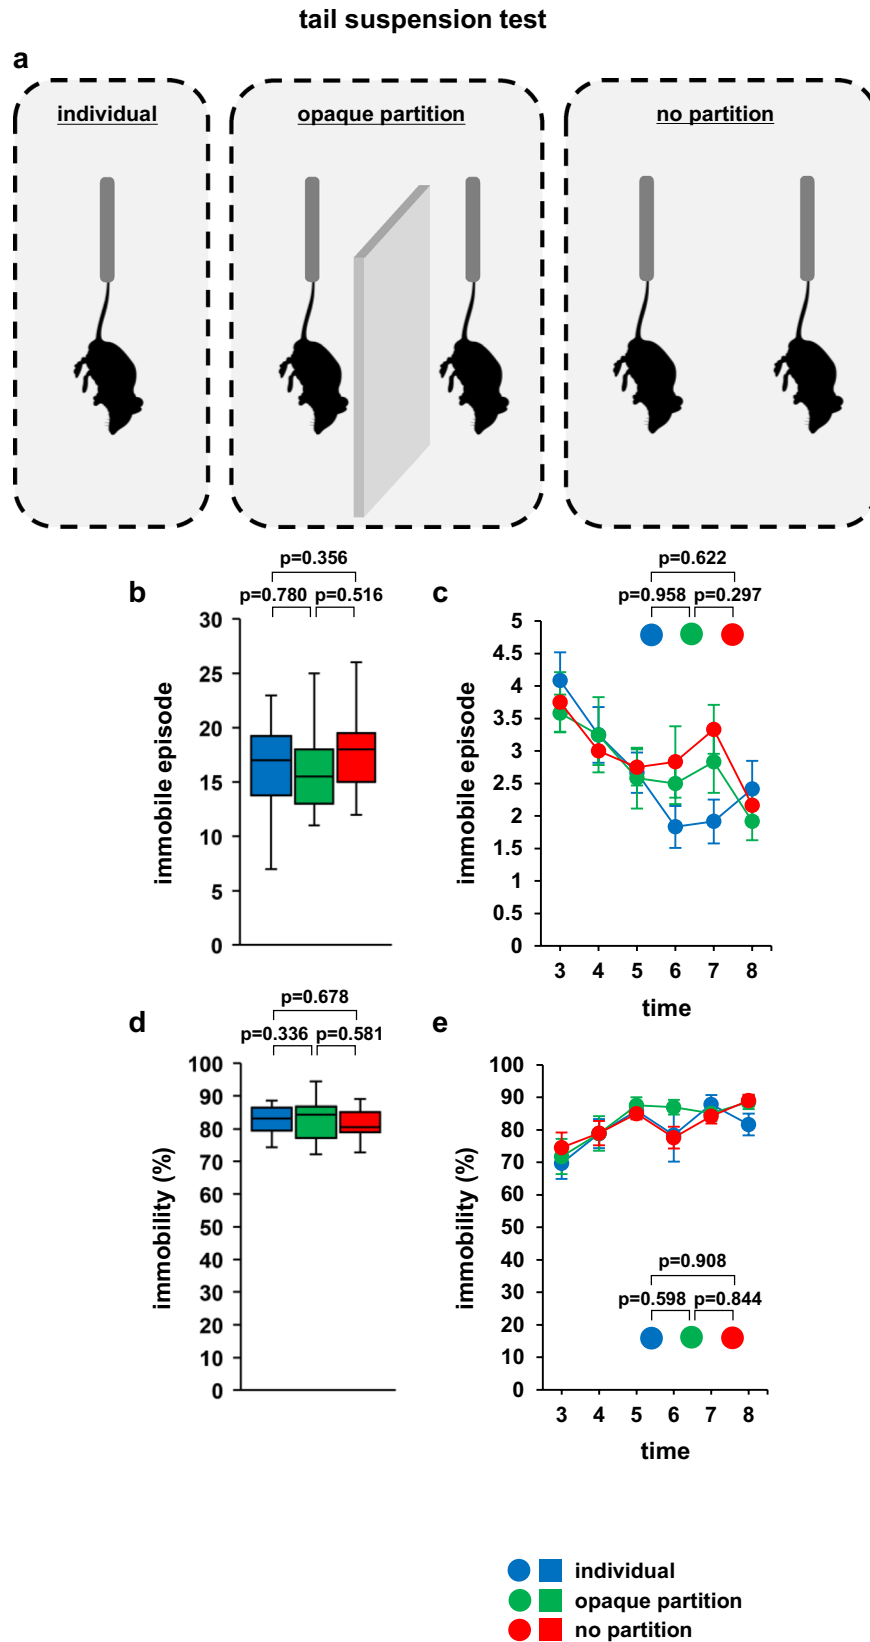 tail suspension test
a
individual
opaque partition
no partition
b
p=0.356
p=0.780
p=0.516
immobile episode
30
25
20
15
10
5
0
c
p=0.622
p=0.958
p=0.297
immobile episode
5
4.5
4
3.5
3
2.5
2
1.5
1
0.5
0
3 4 5 6 7 8
time
d
p=0.678
p=0.336
p=0.581
immobility (%)
100
90
80
70
60
50
40
30
20
10
0
e
immobility (%)
100
90
80
70
60
50
40
30
20
10
0
p=0.908
p=0.598
p=0.844
3 4 5 6 7 8
time
individual
opaque partition
no partition